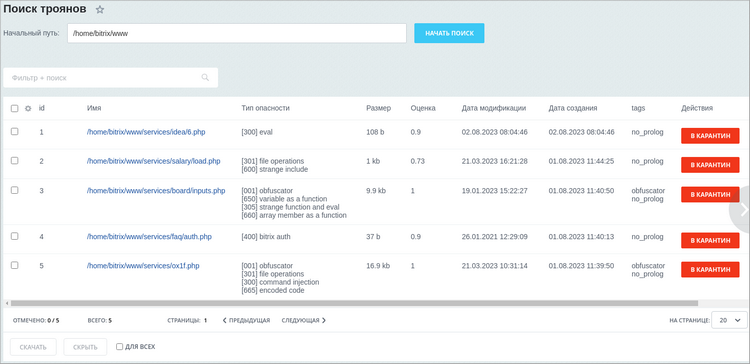 Поиск троянов
Начальный путь: /home/bitrix/www НАЧАТЬ ПОИСК
Фильтр + поиск
id Имя Тип опасности Размер Оценка Дата модификации Дата создания tags Действия
1 /home/bitrix/www/services/idea/6.php [300] eval 108 b 0.9 02.08.2023 08:04:46 02.08.2023 08:04:46 no_prolog В КАРАНТИН
2 /home/bitrix/www/services/salary/load.php [301] file operations 1 kb 0.73 21.03.2023 16:21:28 01.08.2023 11:44:25 no_prolog В КАРАНТИН
[600] strange include
3 /home/bitrix/www/services/board/inputs.php [001] obfuscator 9.9 kb 1 19.01.2023 15:22:27 01.08.2023 11:40:50 obfuscator В КАРАНТИН
[650] variable as a function no_prolog
[305] strange function and eval
[660] array member as a function
4 /home/bitrix/www/services/faq/auth.php [400] bitrix auth 37 b 0.9 26.01.2021 12:29:09 01.08.2023 11:40:13 no_prolog В КАРАНТИН
5 /home/bitrix/www/services/ox1f.php [001] obfuscator 16.9 kb 1 21.03.2023 10:31:14 01.08.2023 11:39:50 obfuscator В КАРАНТИН
[301] file operations no_prolog
[300] command injection
[665] encoded code
ОТМЕЧЕНО: 0 / 5 ВСЕГО: 5 СТРАНИЦЫ: 1 ПРЕДЫДУЩАЯ СЛЕДУЮЩАЯ НА СТРАНИЦЕ: 20
СКАЧАТЬ СКРЫТЬ ДЛЯ ВСЕХ